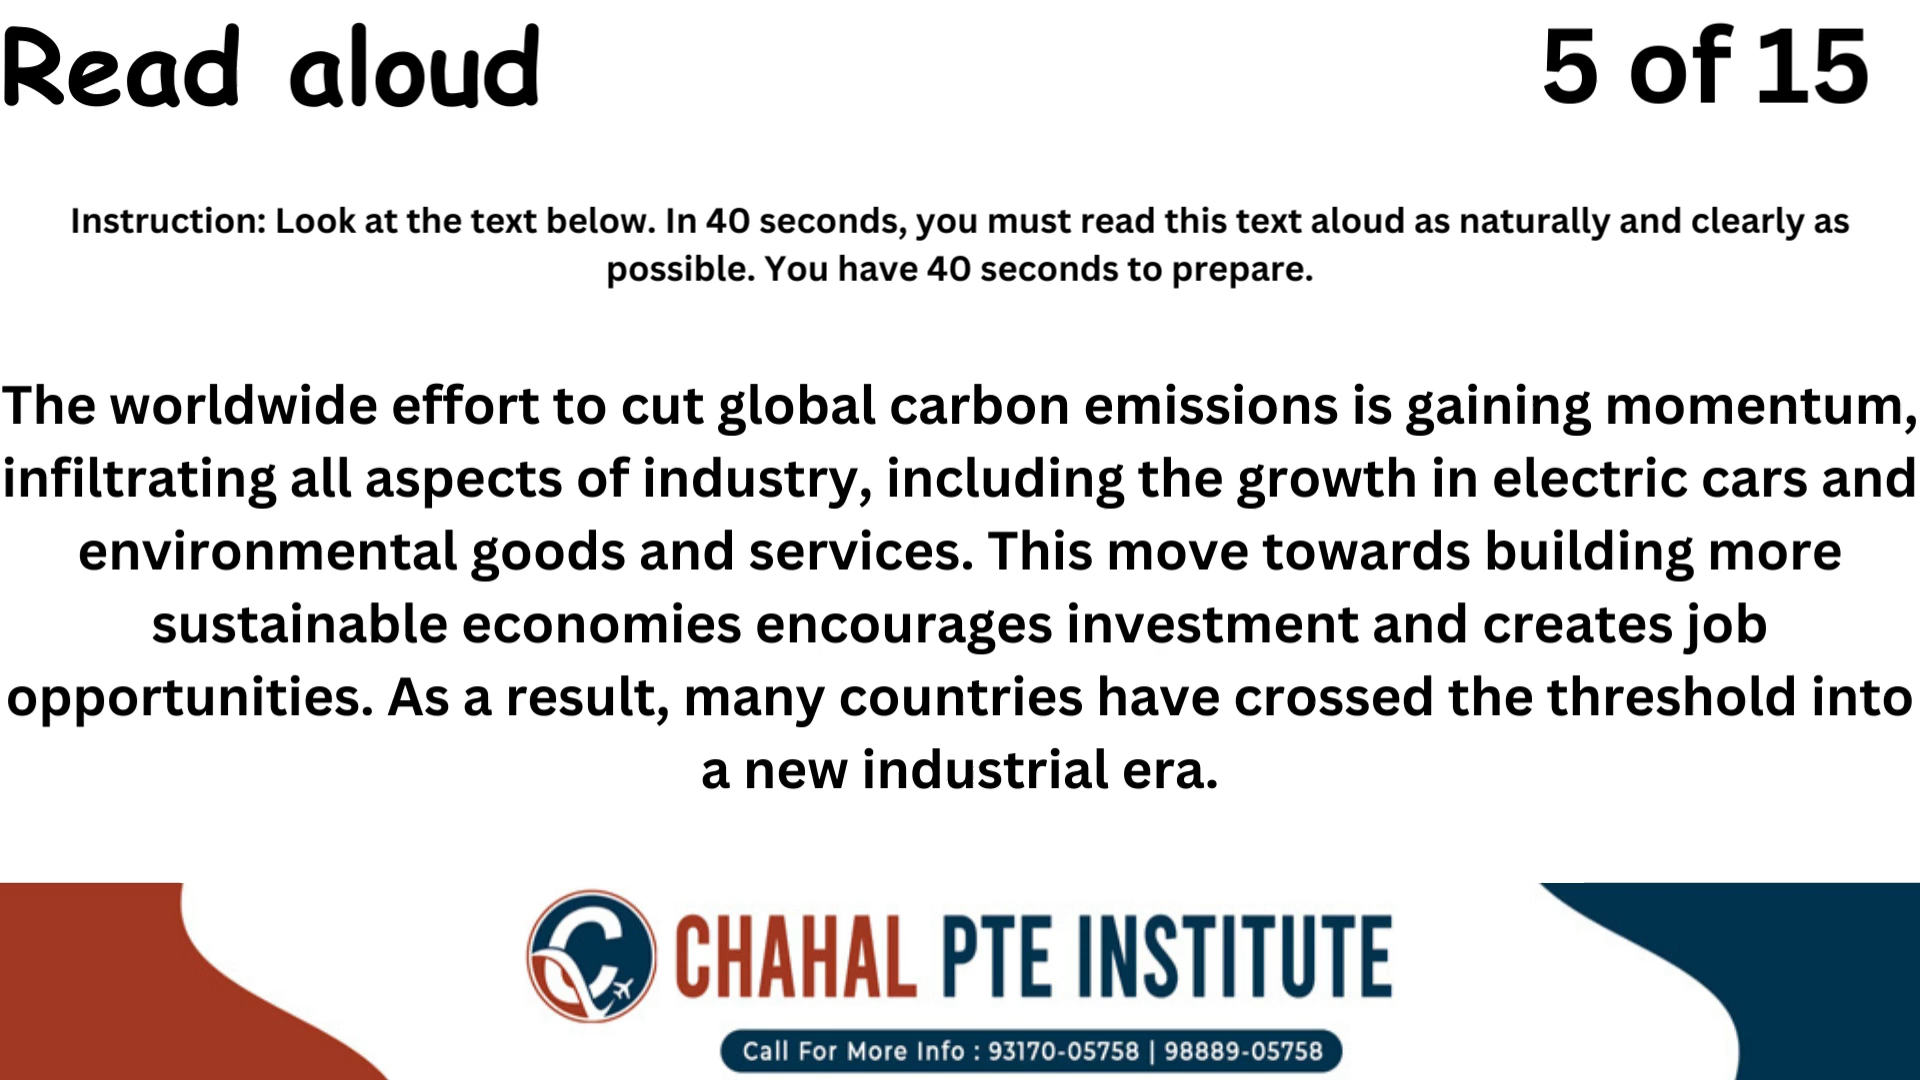 Read aloud
5 of 15
Instruction: Look at the text below. In 40 seconds, you must read this text aloud as naturally and clearly as
possible. You have 40 seconds to prepare.
The worldwide effort to cut global carbon emissions is gaining momentum,
infiltrating all aspects of industry, including the growth in electric cars and
environmental goods and services. This move towards building more
sustainable economies encourages investment and creates job
opportunities. As a result, many countries have crossed the threshold into
a new industrial era.
CHAHAL PTE INSTITUTE
Call For More Info : 93170-05758 | 98889-05758